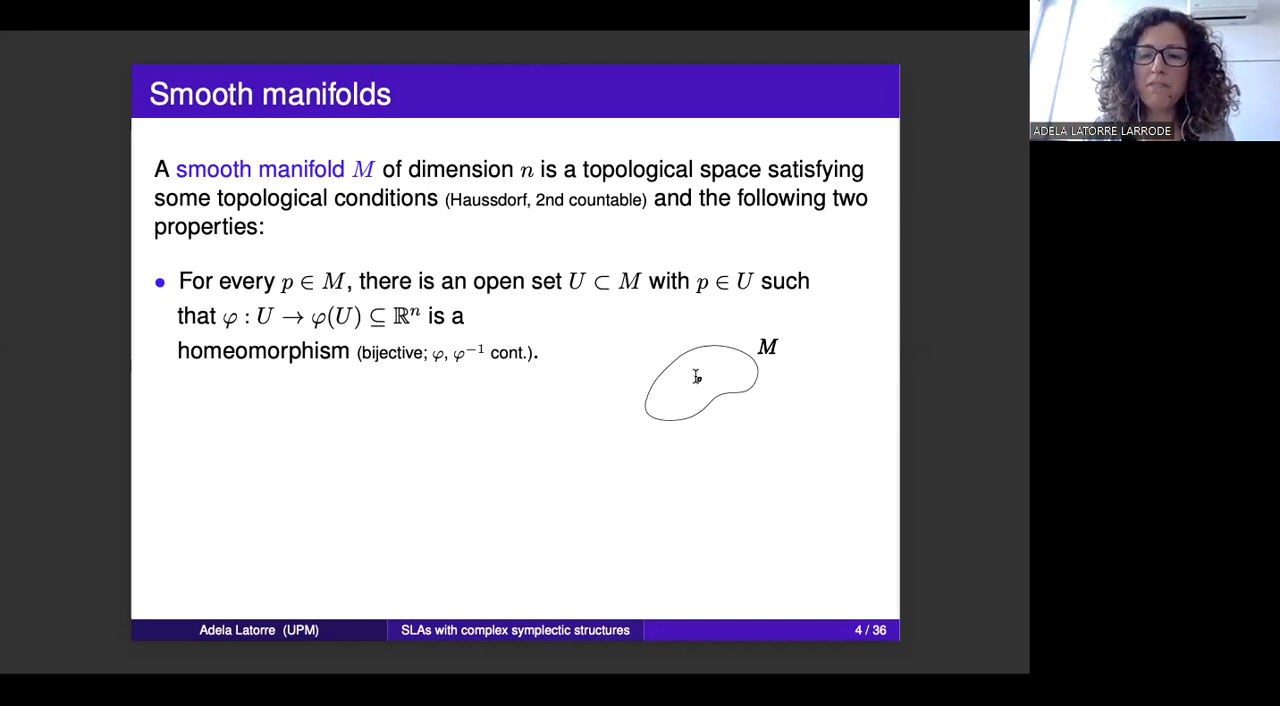 Smooth manifolds
A smooth manifold M of dimension n is a topological space satisfying
some topological conditions (Haussdorf, 2nd countable) and the following two
properties:
• For every p ∈ M, there is an open set U ⊂ M with p ∈ U such
that φ : U → φ(U) ⊆ ℝⁿ is a
homeomorphism (bijective; φ, φ⁻¹ cont.).
M
Adela Latorre (UPM)
SLAs with complex symplectic structures
4 / 36
ADELA LATORRE LARRODE